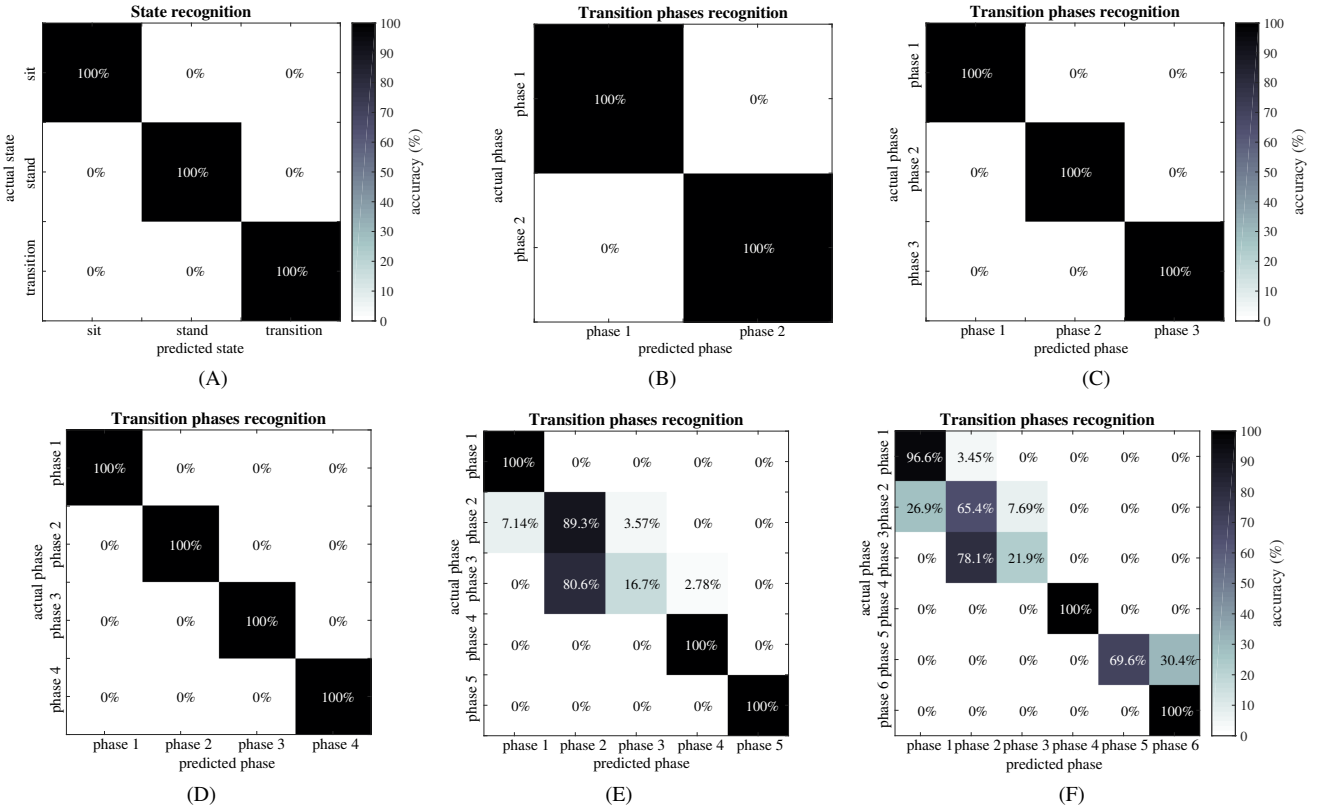 State recognition
100% 0% 0%
0% 100% 0%
0% 0% 100%
sit
stand
transition
actual state
sit stand transition
predicted state
100
90
80
70
60
50
40
30
20
10
0
accuracy (%)
(A)
Transition phases recognition
100% 0%
0% 100%
phase 1
phase 2
actual phase
phase 1 phase 2
predicted phase
(B)
Transition phases recognition
100% 0% 0%
0% 100% 0%
0% 0% 100%
phase 1
phase 2
phase 3
actual phase
phase 1 phase 2 phase 3
predicted phase
100
90
80
70
60
50
40
30
20
10
0
accuracy (%)
(C)
Transition phases recognition
100% 0% 0% 0%
0% 100% 0% 0%
0% 0% 100% 0%
0% 0% 0% 100%
phase 1
phase 2
phase 3
phase 4
actual phase
phase 1 phase 2 phase 3 phase 4
predicted phase
(D)
Transition phases recognition
100% 0% 0% 0% 0%
7.14% 89.3% 3.57% 0% 0%
0% 80.6% 16.7% 2.78% 0%
0% 0% 0% 100% 0%
0% 0% 0% 0% 100%
phase 1
phase 2
phase 3
phase 4
phase 5
actual phase
phase 1 phase 2 phase 3 phase 4 phase 5
predicted phase
(E)
Transition phases recognition
96.6% 3.45% 0% 0% 0% 0%
26.9% 65.4% 7.69% 0% 0% 0%
0% 78.1% 21.9% 0% 0% 0%
0% 0% 0% 100% 0% 0%
0% 0% 0% 0% 69.6% 30.4%
0% 0% 0% 0% 0% 100%
phase 1
phase 2
phase 3
phase 4
phase 5
phase 6
actual phase
phase 1 phase 2 phase 3 phase 4 phase 5 phase 6
predicted phase
100
90
80
70
60
50
40
30
20
10
0
accuracy (%)
(F)